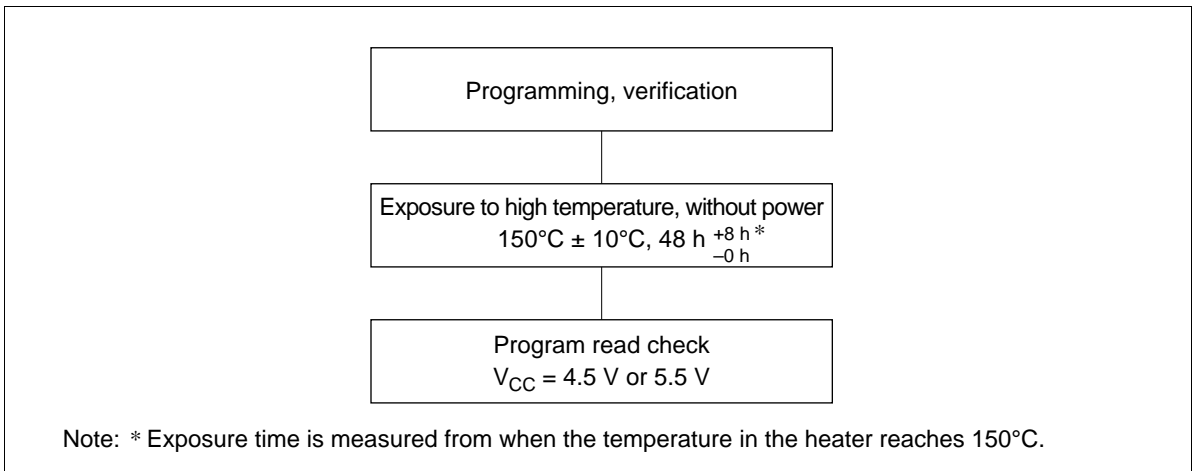 Programming, verification
Exposure to high temperature, without power
150°C ± 10°C, 48 h +8 h *
–0 h
Program read check
VCC = 4.5 V or 5.5 V
Note: * Exposure time is measured from when the temperature in the heater reaches 150°C.